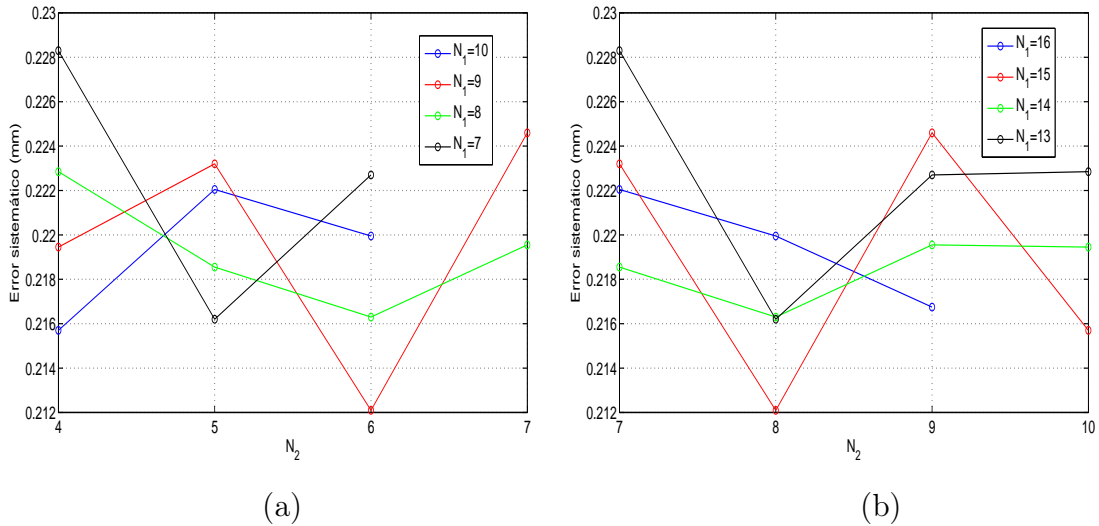 0.23
0.228
0.226
0.224
0.222
0.22
0.218
0.216
0.214
0.212
Error sistemático (mm)
4 5 6 7
N2
N1=10
N1=9
N1=8
N1=7
(a)
0.23
0.228
0.226
0.224
0.222
0.22
0.218
0.216
0.214
0.212
Error sistemático (mm)
7 8 9 10
N2
N1=16
N1=15
N1=14
N1=13
(b)